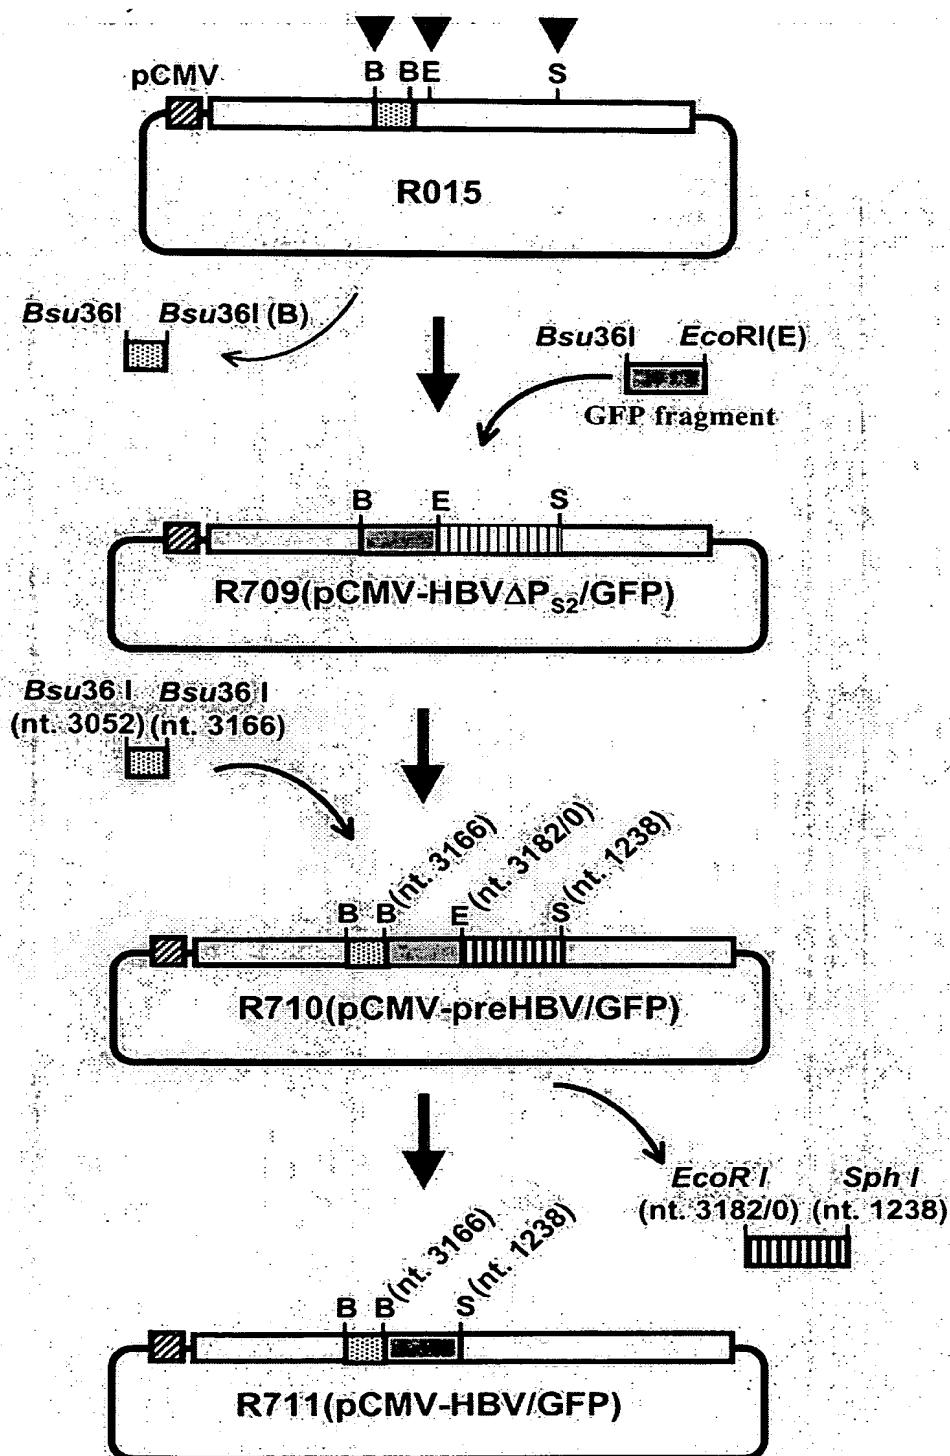 pCMV
B BE S
R015
Bsu36I Bsu36I (B)
Bsu36I EcoRI(E)
GFP fragment
B E S
R709(pCMV-HBVΔPS2/GFP)
Bsu36 I Bsu36 I
(nt. 3052) (nt. 3166)
B B(nt. 3166) E(nt. 3182/0) S(nt. 1238)
R710(pCMV-preHBV/GFP)
EcoR I Sph I
(nt. 3182/0) (nt. 1238)
B B(nt. 3166) S(nt. 1238)
R711(pCMV-HBV/GFP)